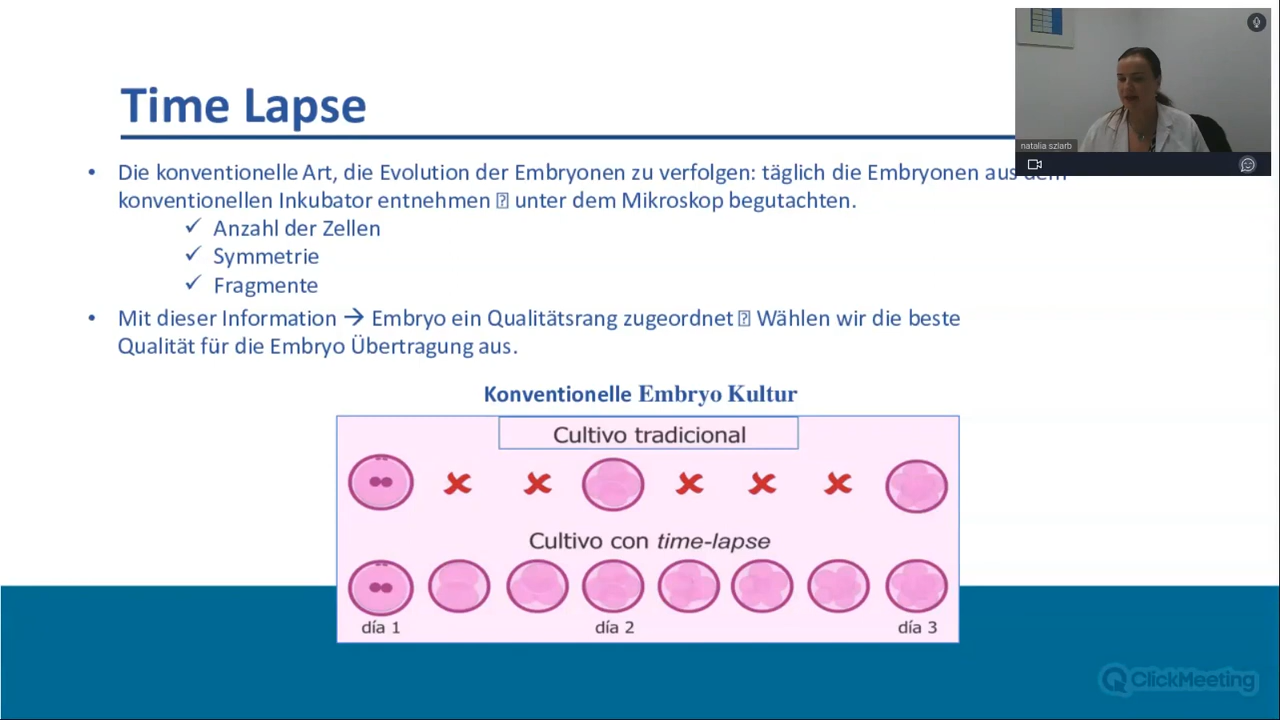 Time Lapse
natalia szlarb
• Die konventionelle Art, die Evolution der Embryonen zu verfolgen: täglich die Embryonen aus dem
konventionellen Inkubator entnehmen unter dem Mikroskop begutachten.
✓ Anzahl der Zellen
✓ Symmetrie
✓ Fragmente
• Mit dieser Information → Embryo ein Qualitätsrang zugeordnet Wählen wir die beste
Qualität für die Embryo Übertragung aus.
Konventionelle Embryo Kultur
Cultivo tradicional
Cultivo con time-lapse
día 1 día 2 día 3
ClickMeeting